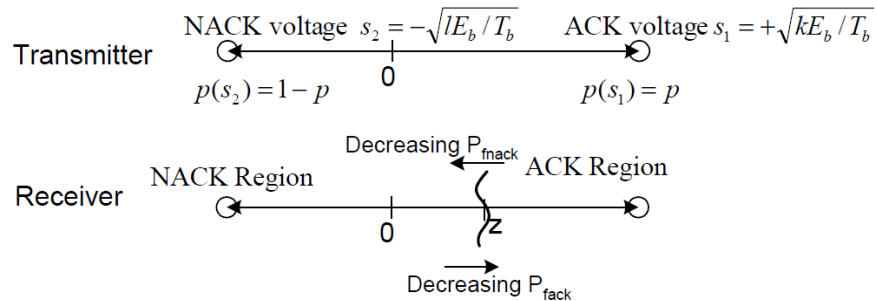 NACK voltage s₂ = −√(lE_b / T_b) ACK voltage s₁ = +√(kE_b / T_b)
Transmitter
0
p(s₂) = 1 − p p(s₁) = p
Decreasing P_fnack
NACK Region ACK Region
Receiver
0 z
Decreasing P_fack